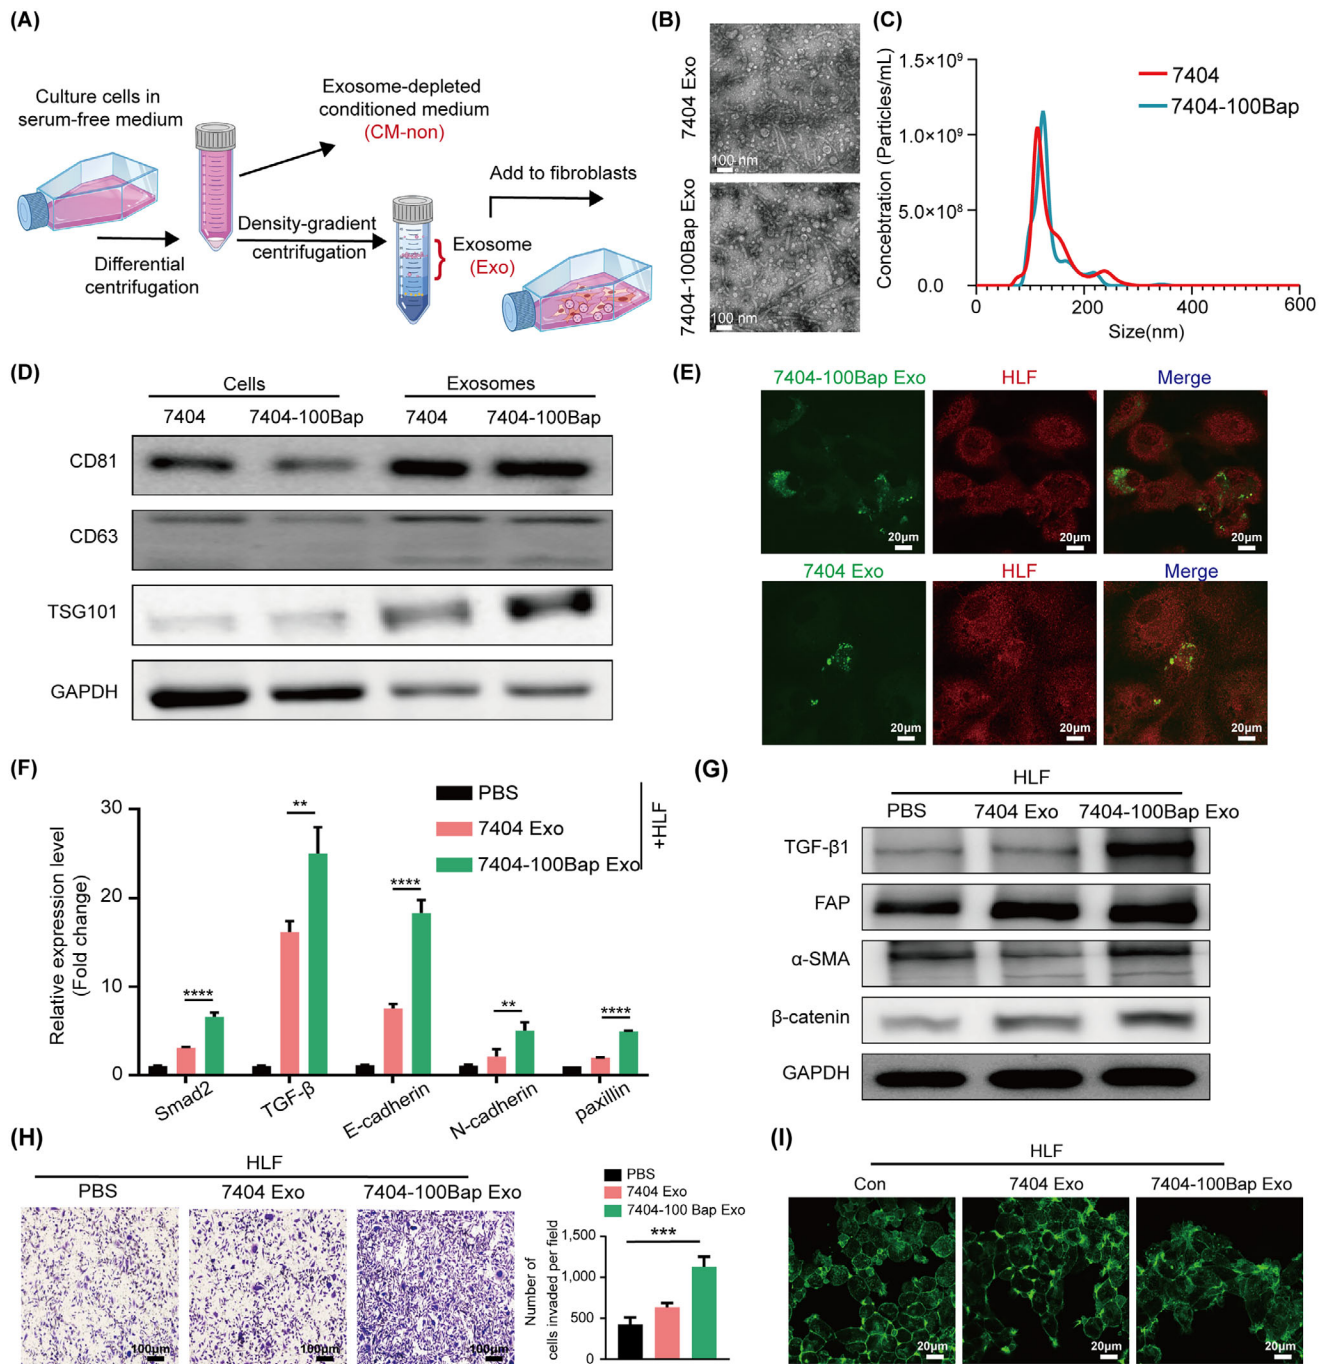 (A)
Culture cells in
serum-free medium
Exosome-depleted
conditioned medium
(CM-non)
Differential
centrifugation
Density-gradient
centrifugation
Exosome
(Exo)
Add to fibroblasts
(B)
7404 Exo
100 nm
7404-100Bap Exo
100 nm
(C)
Concebtration (Particles/mL)
1.5×10⁹
1.0×10⁹
5.0×10⁸
0.0
0
200
400
600
Size(nm)
7404
7404-100Bap
(D)
Cells
Exosomes
7404
7404-100Bap
7404
7404-100Bap
CD81
CD63
TSG101
GAPDH
(E)
7404-100Bap Exo
HLF
Merge
20μm
20μm
20μm
7404 Exo
HLF
Merge
20μm
20μm
20μm
(F)
Relative expression level
(Fold change)
30
20
10
0
PBS
7404 Exo
7404-100Bap Exo
+HLF
****
**
****
**
****
Smad2
TGF-β
E-cadherin
N-cadherin
paxillin
(G)
HLF
PBS
7404 Exo
7404-100Bap Exo
TGF-β1
FAP
α-SMA
β-catenin
GAPDH
(H)
HLF
PBS
7404 Exo
7404-100Bap Exo
100μm
100μm
100μm
PBS
7404 Exo
7404-100 Bap Exo
Number of
cells invaded per field
1,500
1,000
500
0
***
(I)
HLF
Con
7404 Exo
7404-100Bap Exo
20μm
20μm
20μm